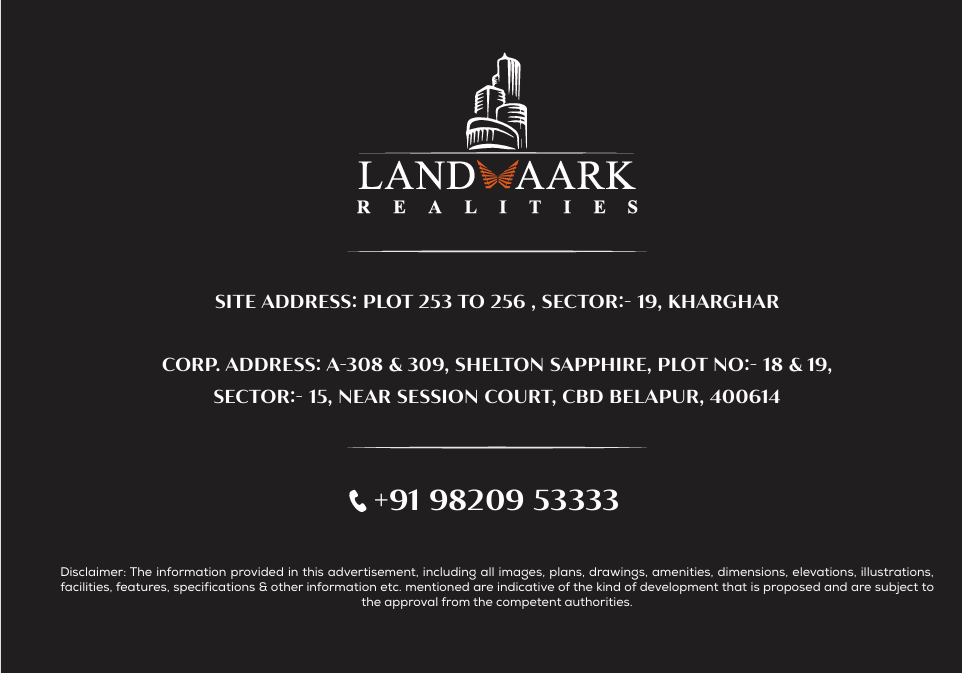 LANDMAARK
REALITIES
SITE ADDRESS: PLOT 253 TO 256 , SECTOR:- 19, KHARGHAR
CORP. ADDRESS: A-308 & 309, SHELTON SAPPHIRE, PLOT NO:- 18 & 19,
SECTOR:- 15, NEAR SESSION COURT, CBD BELAPUR, 400614
+91 98209 53333
Disclaimer: The information provided in this advertisement, including all images, plans, drawings, amenities, dimensions, elevations, illustrations,
facilities, features, specifications & other information etc. mentioned are indicative of the kind of development that is proposed and are subject to
the approval from the competent authorities.